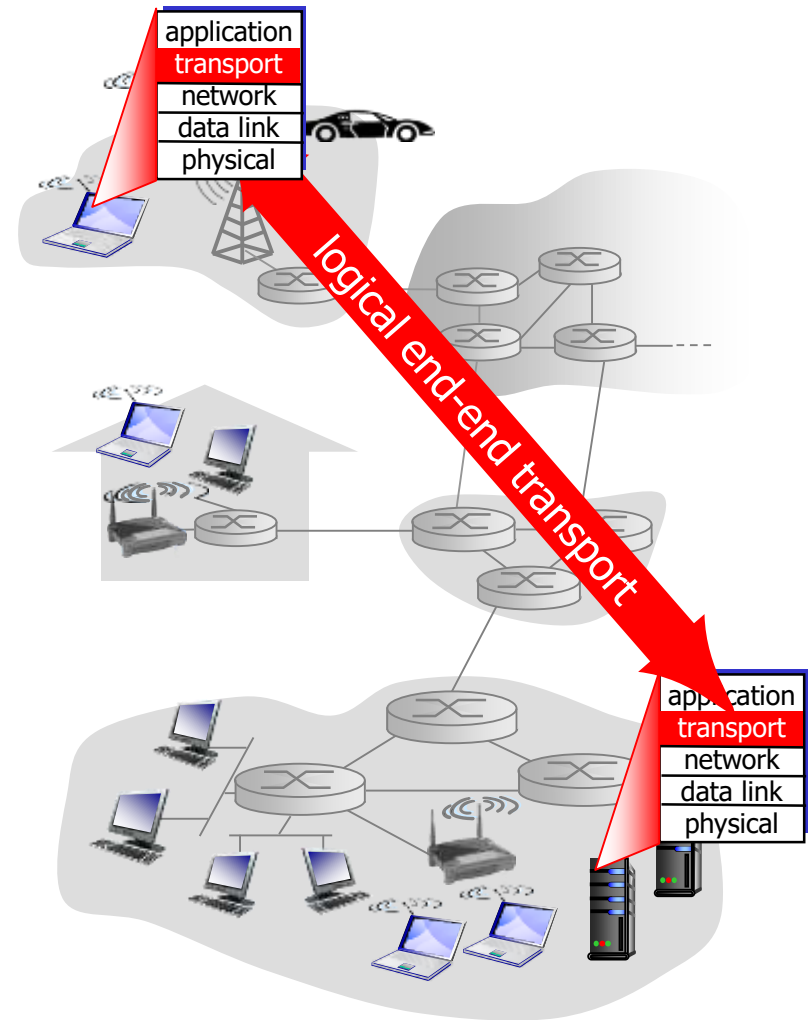 application
transport
network
data link
physical
logical end-end transport
application
transport
network
data link
physical